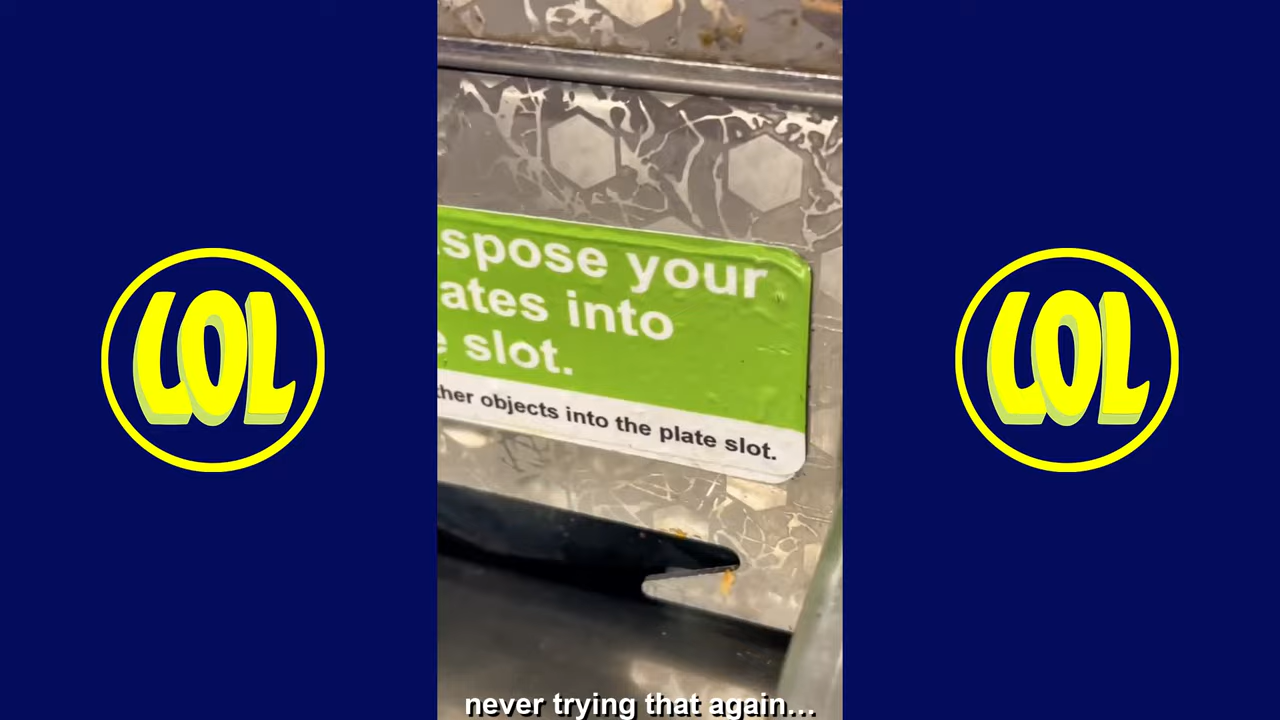 LOL
spose your
ates into
e slot.
ther objects into the plate slot.
LOL
never trying that again...